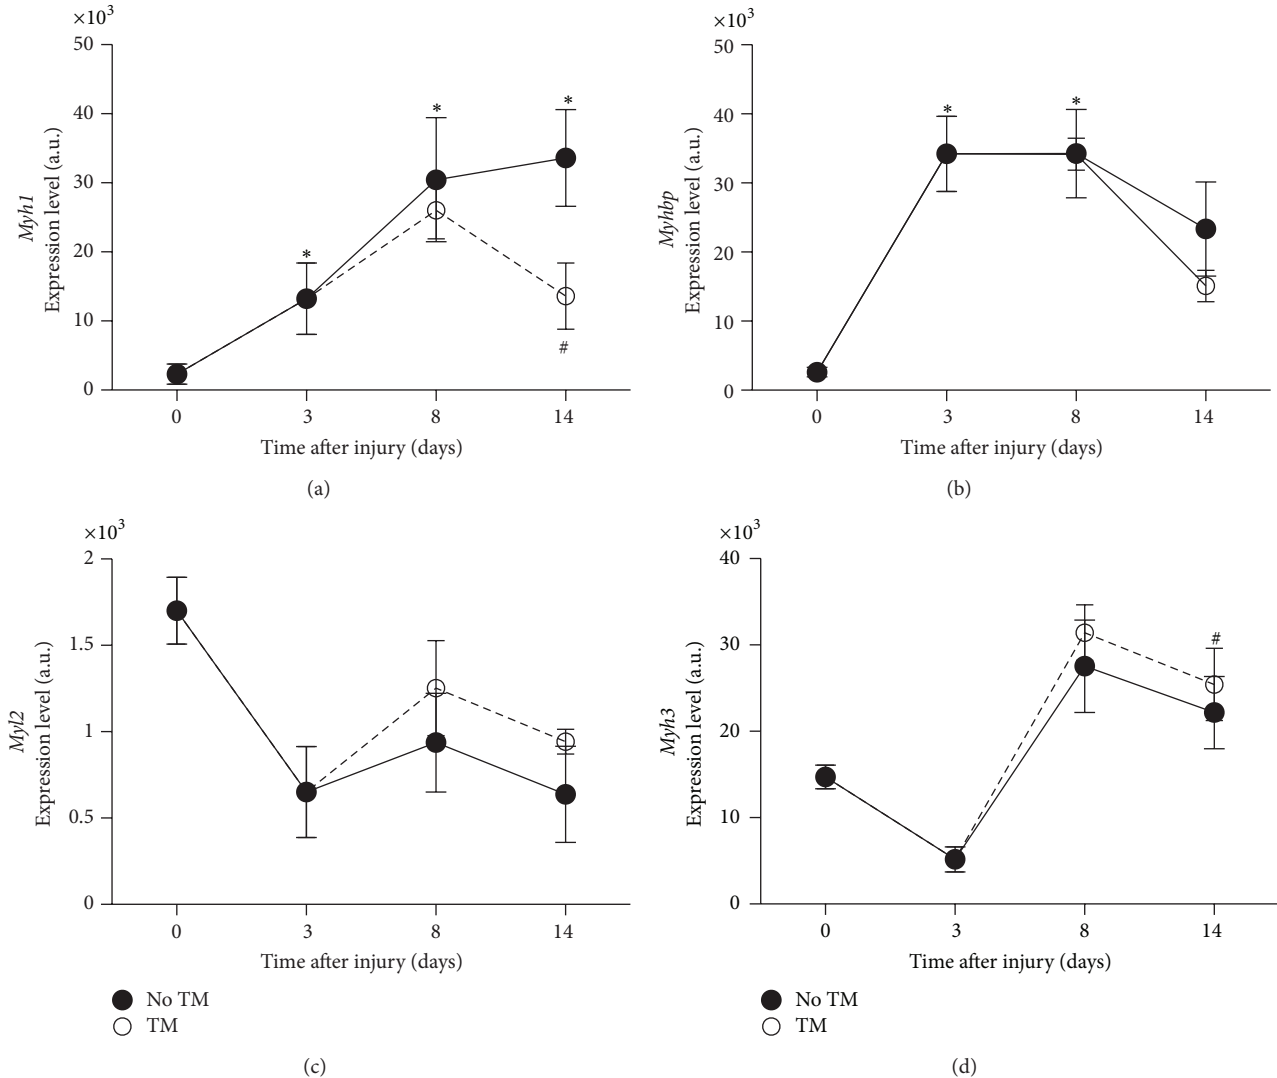 ×10³
50
40
30
20
10
0
Myh1
Expression level (a.u.)
*
*
*
#
0 3 8 14
Time after injury (days)
(a)
×10³
50
40
30
20
10
0
Myhbp
Expression level (a.u.)
*
*
0 3 8 14
Time after injury (days)
(b)
×10³
2
1.5
1
0.5
0
Myl2
Expression level (a.u.)
0 3 8 14
Time after injury (days)
No TM
TM
(c)
×10³
40
30
20
10
0
Myh3
Expression level (a.u.)
#
0 3 8 14
Time after injury (days)
No TM
TM
(d)